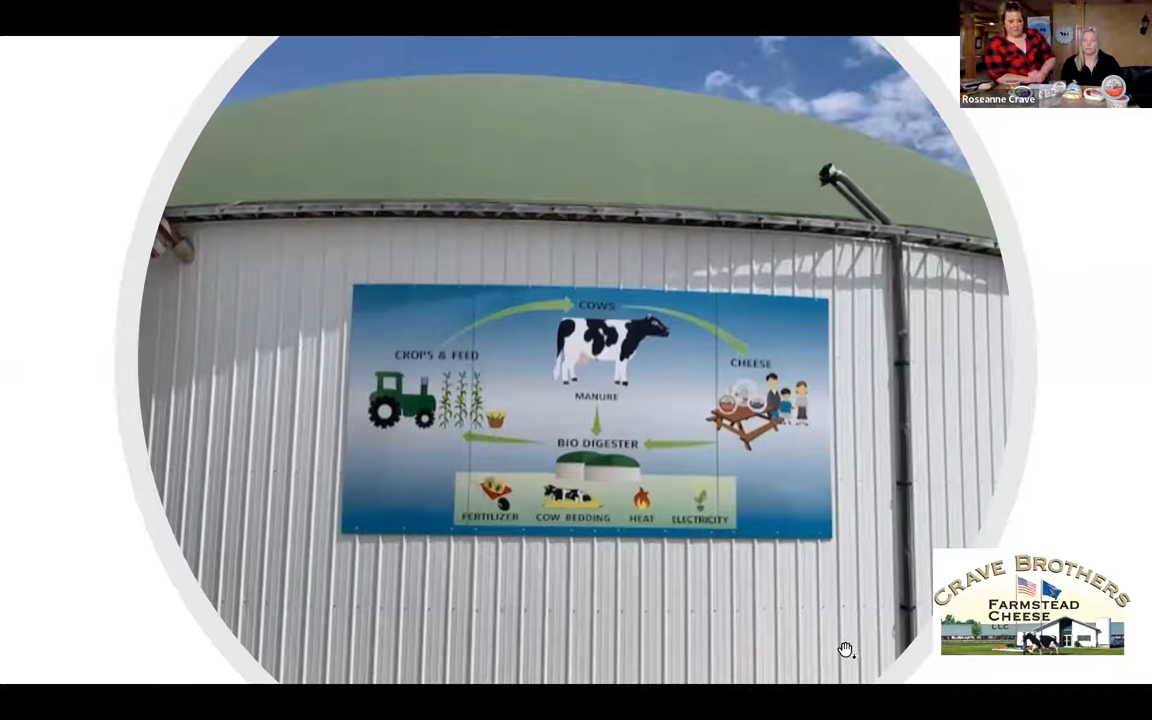 Roseanne Crave
COWS
CROPS & FEED
CHEESE
MANURE
BIO DIGESTER
FERTILIZER
COW BEDDING
HEAT
ELECTRICITY
CRAVE BROTHERS
FARMSTEAD
CHEESE
LLC